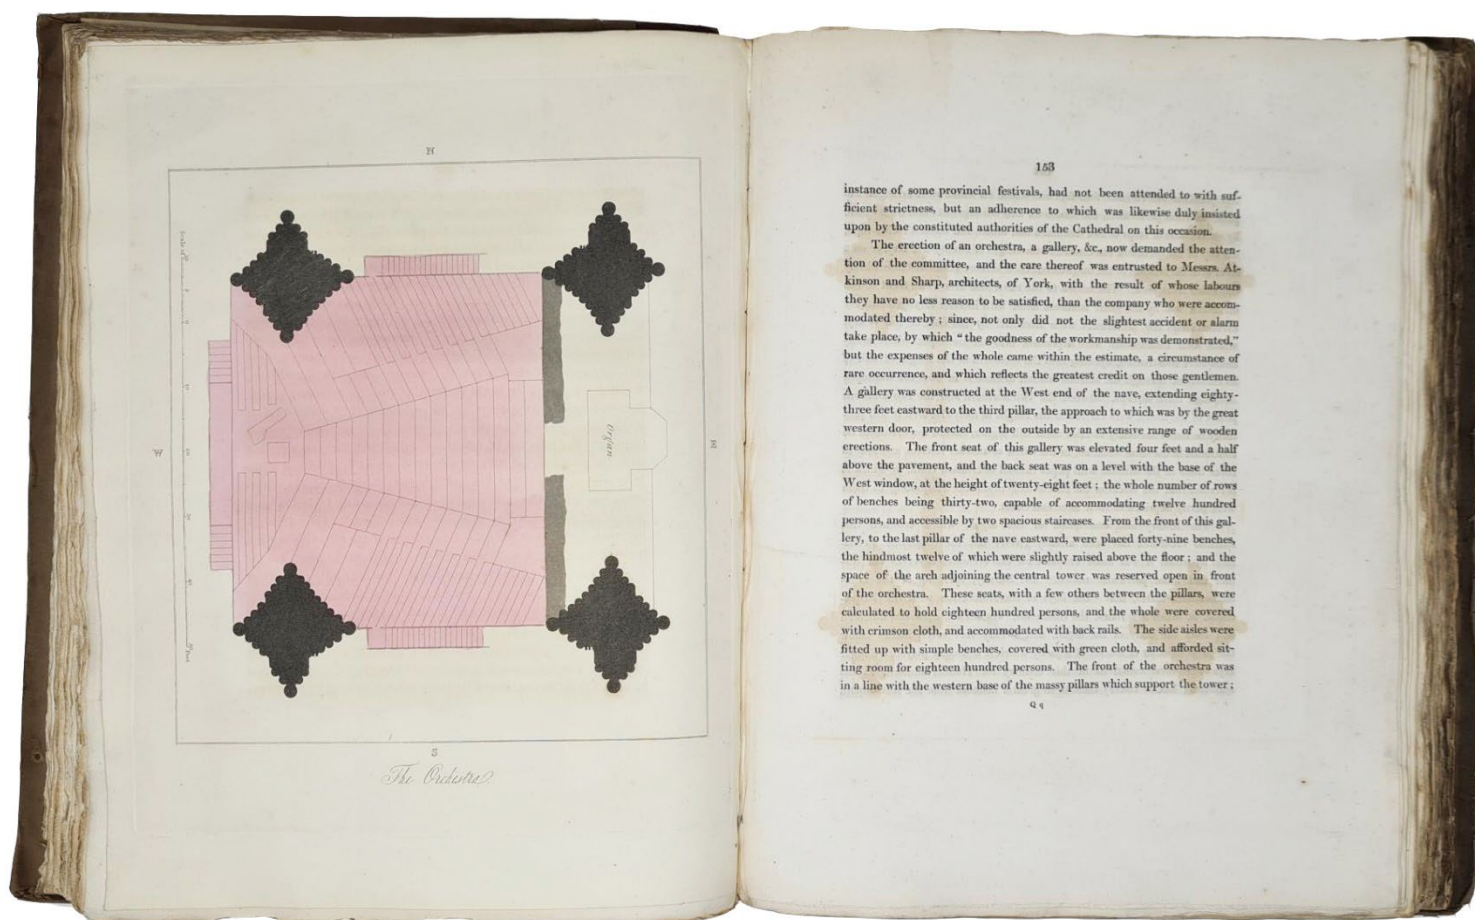 N
Scale of
W
Organ
E
Feet
S
The Orchestra.
153
instance of some provincial festivals, had not been attended to with suf-
ficient strictness, but an adherence to which was likewise duly insisted
upon by the constituted authorities of the Cathedral on this occasion.
The erection of an orchestra, a gallery, &c., now demanded the atten-
tion of the committee, and the care thereof was entrusted to Messrs. At-
kinson and Sharp, architects, of York, with the result of whose labours
they have no less reason to be satisfied, than the company who were accom-
modated thereby; since, not only did not the slightest accident or alarm
take place, by which "the goodness of the workmanship was demonstrated,"
but the expenses of the whole came within the estimate, a circumstance of
rare occurrence, and which reflects the greatest credit on those gentlemen.
A gallery was constructed at the West end of the nave, extending eighty-
three feet eastward to the third pillar, the approach to which was by the great
western door, protected on the outside by an extensive range of wooden
erections. The front seat of this gallery was elevated four feet and a half
above the pavement, and the back seat was on a level with the base of the
West window, at the height of twenty-eight feet; the whole number of rows
of benches being thirty-two, capable of accommodating twelve hundred
persons, and accessible by two spacious staircases. From the front of this gal-
lery, to the last pillar of the nave eastward, were placed forty-nine benches,
the hindmost twelve of which were slightly raised above the floor; and the
space of the arch adjoining the central tower was reserved open in front
of the orchestra. These seats, with a few others between the pillars, were
calculated to hold eighteen hundred persons, and the whole were covered
with crimson cloth, and accommodated with back rails. The side aisles were
fitted up with simple benches, covered with green cloth, and afforded sit-
ting room for eighteen hundred persons. The front of the orchestra was
in a line with the western base of the massy pillars which support the tower;
Q q